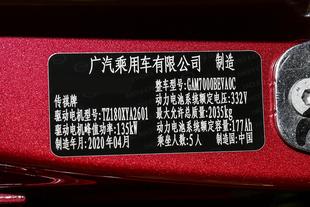 广汽乘用车有限公司 制造
传祺牌 整车型号:GAM7000BEVA0C
驱动电机型号:TZ180XYA2601 动力电池系统额定电压:332V
驱动电机峰值功率:135kW 最大允许总质量:2035kg
制造年月:2020年04月 动力电池系统额定容量:177Ah
乘坐人数:5人 制造国:中国